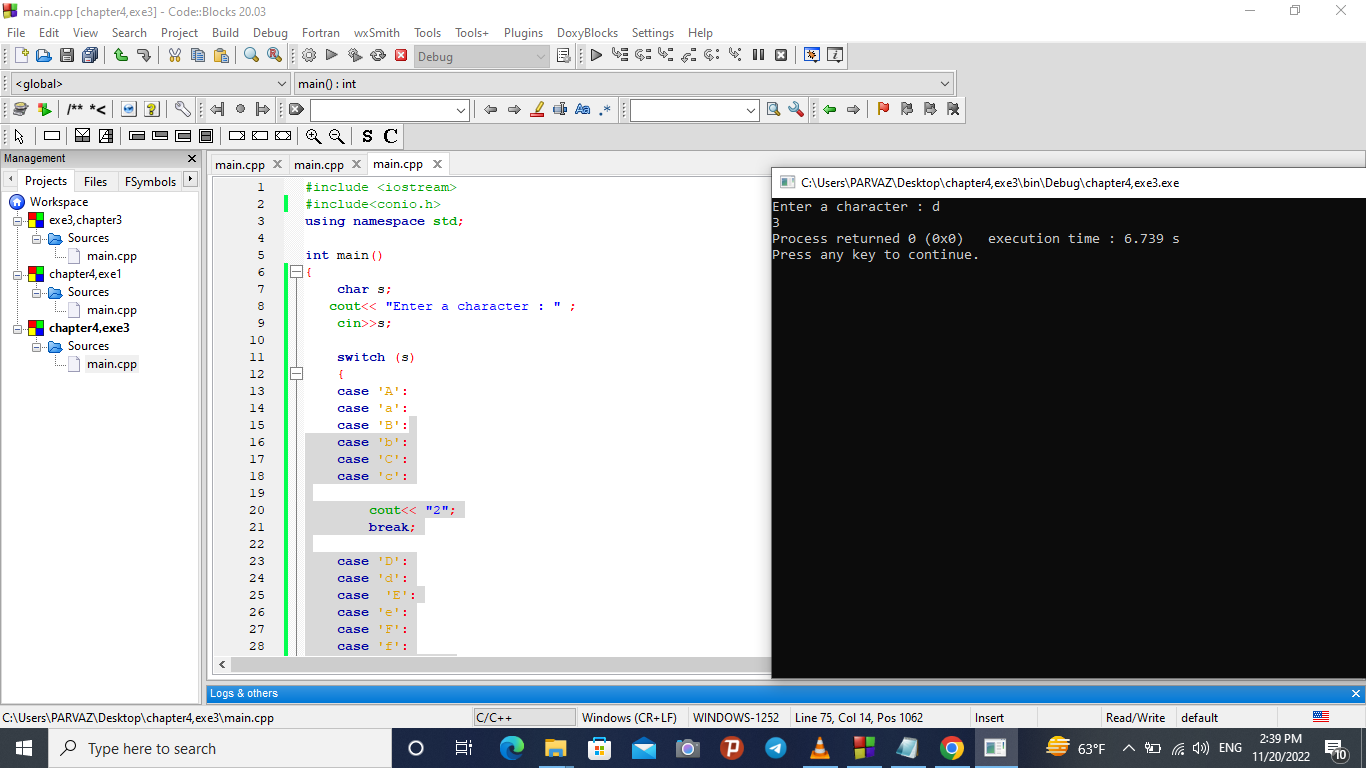 main.cpp [chapter4,exe3] - Code::Blocks 20.03
File Edit View Search Project Build Debug Fortran wxSmith Tools Tools+ Plugins DoxyBlocks Settings Help
Debug
<global> main() : int
/** *< Aa .*
S C
Management
Projects Files FSymbols
Workspace
exe3,chapter3
Sources
main.cpp
chapter4,exe1
Sources
main.cpp
chapter4,exe3
Sources
main.cpp
main.cpp main.cpp main.cpp
1 #include <iostream>
2 #include<conio.h>
3 using namespace std;
4
5 int main()
6 {
7 char s;
8 cout<< "Enter a character : " ;
9 cin>>s;
10
11 switch (s)
12 {
13 case 'A':
14 case 'a':
15 case 'B':
16 case 'b':
17 case 'C':
18 case 'c':
19
20 cout<< "2";
21 break;
22
23 case 'D':
24 case 'd':
25 case  'E':
26 case 'e':
27 case 'F':
28 case 'f':
C:\Users\PARVAZ\Desktop\chapter4,exe3\bin\Debug\chapter4,exe3.exe
Enter a character : d
3
Process returned 0 (0x0)   execution time : 6.739 s
Press any key to continue.
Logs & others
C:\Users\PARVAZ\Desktop\chapter4,exe3\main.cpp C/C++ Windows (CR+LF) WINDOWS-1252 Line 75, Col 14, Pos 1062 Insert Read/Write default
Type here to search
63°F ENG
2:39 PM
11/20/2022
10